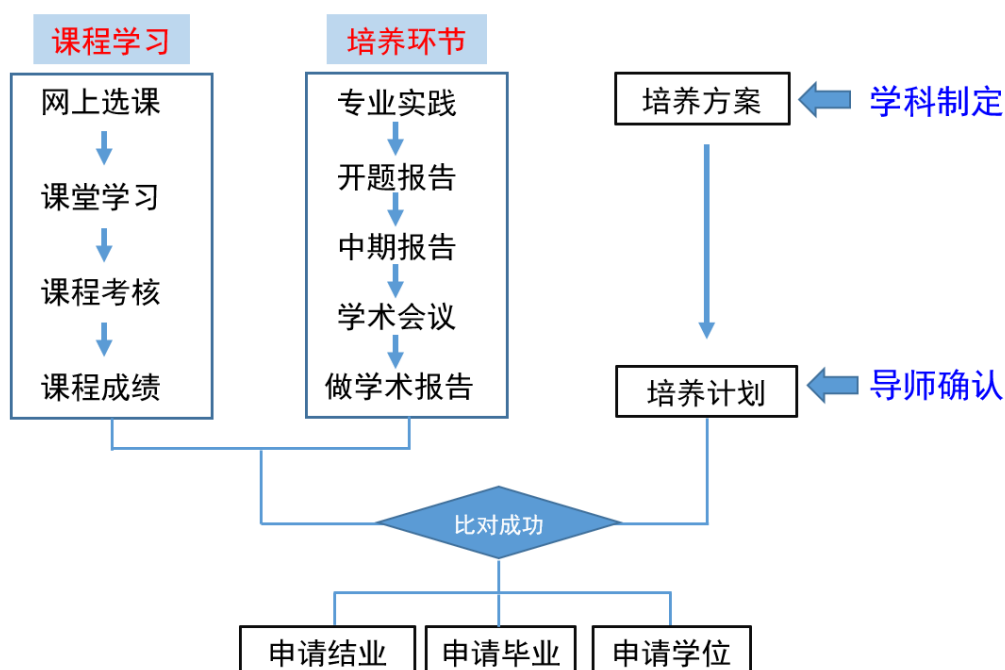 课程学习
网上选课
课堂学习
课程考核
课程成绩
培养环节
专业实践
开题报告
中期报告
学术会议
做学术报告
培养方案
学科制定
培养计划
导师确认
比对成功
申请结业
申请毕业
申请学位